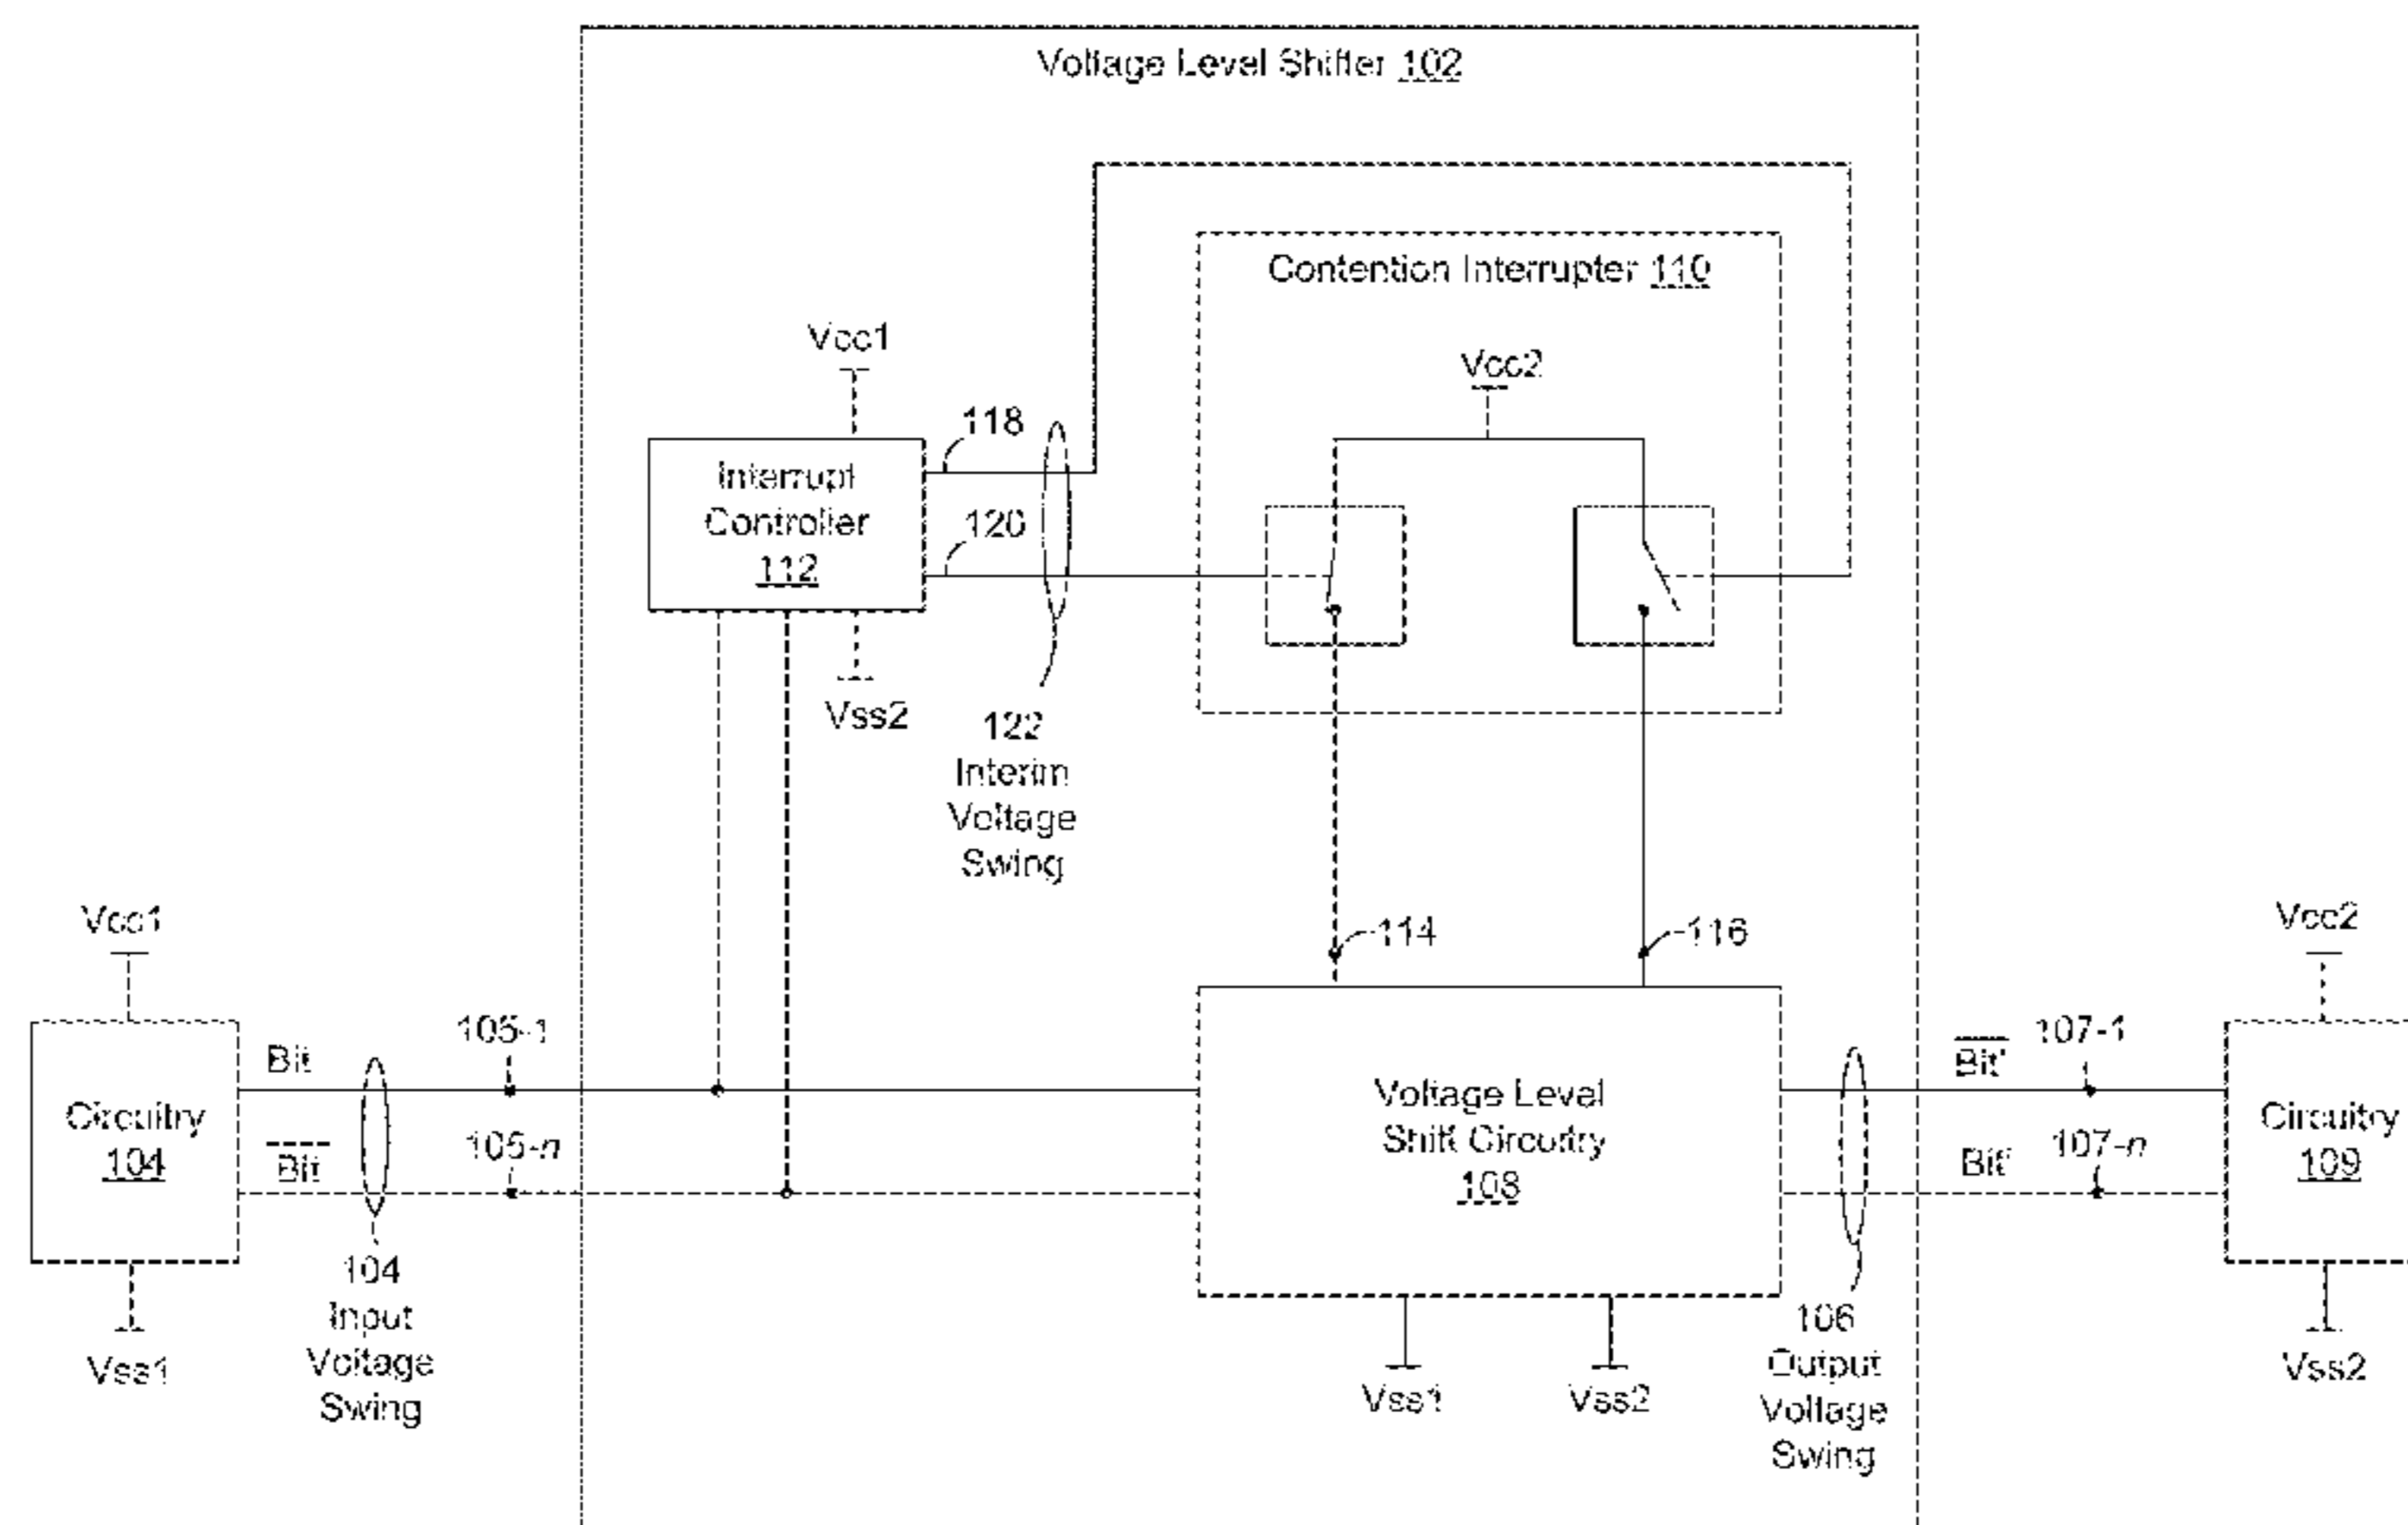 Voltage Level Shifter 102
Contention Interrupter 110
Vcc1
Vcc2
118
Interrupt
Controller
112
120
Vss2
122
Interim
Voltage
Swing
Vcc1
114
116
Vcc2
105-1
107-1
Bit
Bit'
Circuitry
104
Voltage Level
Shift Circuitry
108
Circuitry
109
Bit
105-n
Bit'
107-n
104
Input
Voltage
Swing
Vss1
Vss1
Vss2
106
Output
Voltage
Swing
Vss2